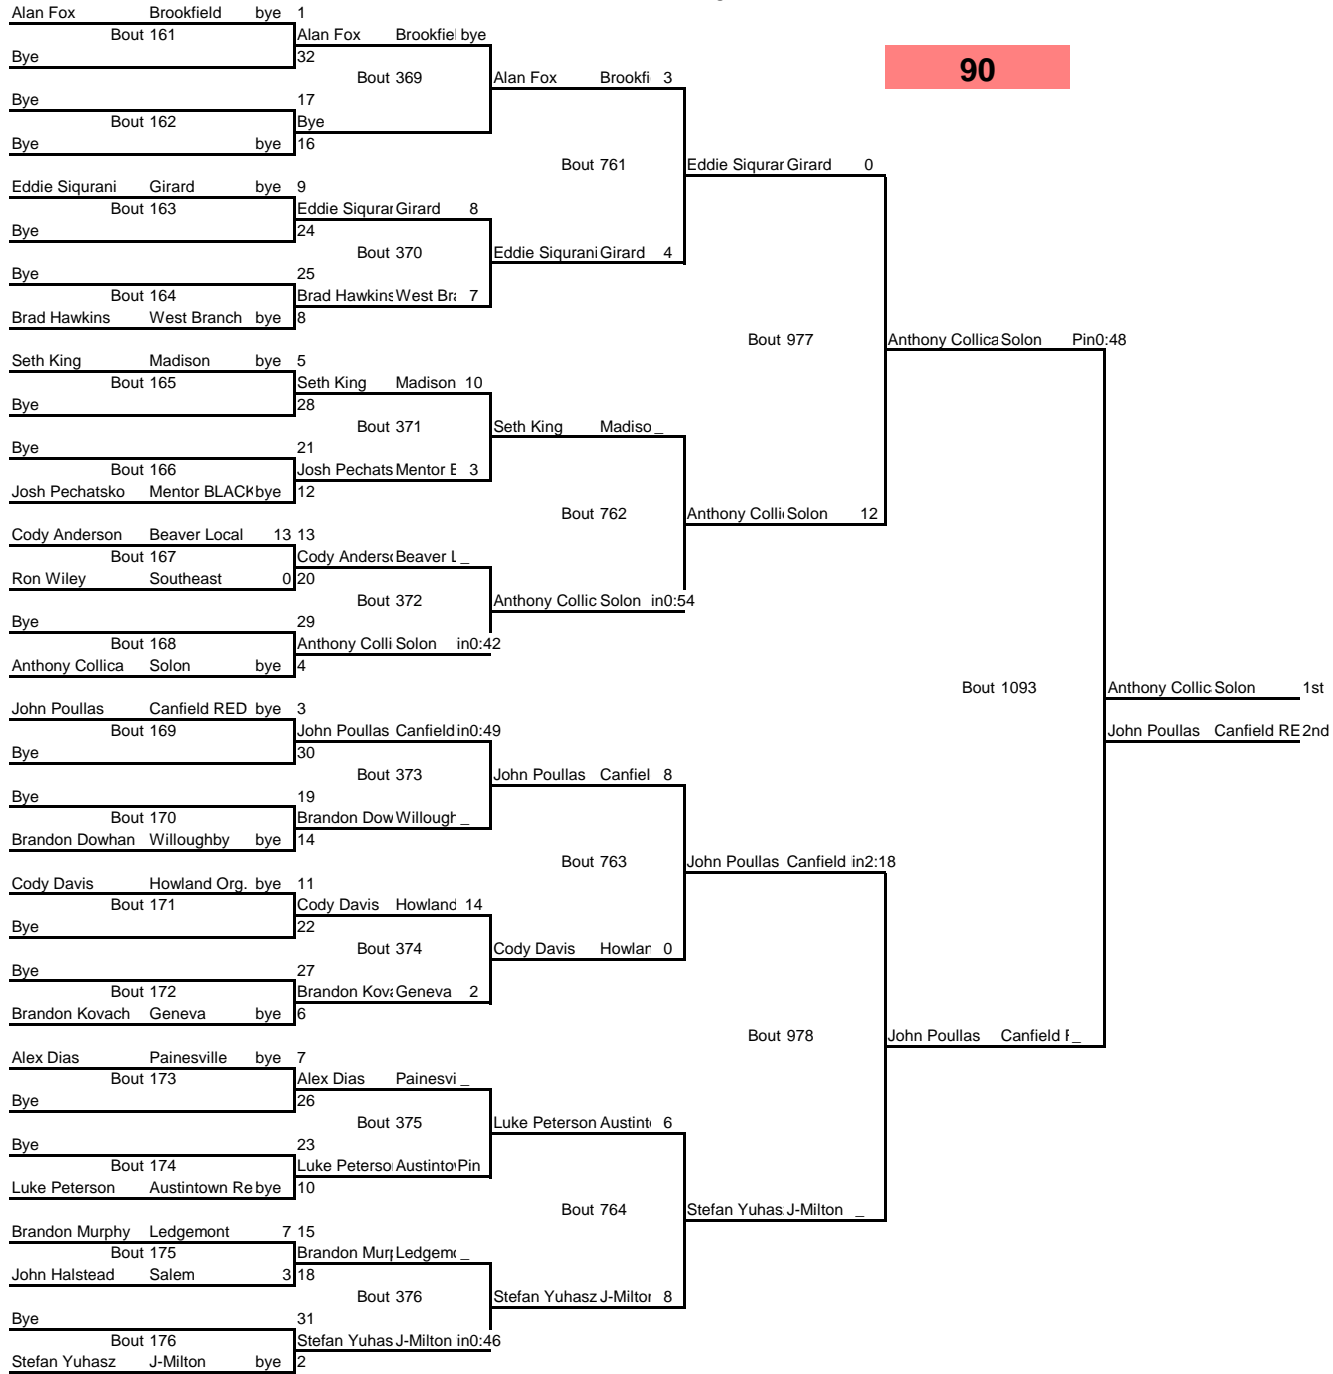 Alan Fox Brookfield bye 1
Bout 161 Alan Fox Brookfiel bye
Bye 32
90
Bout 369 Alan Fox Brookfi 3
Bye 17
Bout 162 Bye
Bye bye 16
Bout 761 Eddie Siqurar Girard 0
Eddie Siqurani Girard bye 9
Bout 163 Eddie Siqurar Girard 8
Bye 24
Bout 370 Eddie Siqurani Girard 4
Bye 25
Bout 164 Brad Hawkins West Bra 7
Brad Hawkins West Branch bye 8
Bout 977 Anthony Collica Solon Pin0:48
Seth King Madison bye 5
Bout 165 Seth King Madison 10
Bye 28
Bout 371 Seth King Madiso _
Bye 21
Bout 166 Josh Pechats Mentor B 3
Josh Pechatsko Mentor BLACK bye 12
Bout 762 Anthony Colli Solon 12
Cody Anderson Beaver Local 13 13
Bout 167 Cody Anderso Beaver L _
Ron Wiley Southeast 0 20
Bout 372 Anthony Collic Solon in0:54
Bye 29
Bout 168 Anthony Colli Solon in0:42
Anthony Collica Solon bye 4
Bout 1093 Anthony Collic Solon 1st
John Poullas Canfield RED bye 3
Bout 169 John Poullas Canfield in0:49
John Poullas Canfield RE 2nd
Bye 30
Bout 373 John Poullas Canfiel 8
Bye 19
Bout 170 Brandon Dow Willough _
Brandon Dowhan Willoughby bye 14
Bout 763 John Poullas Canfield in2:18
Cody Davis Howland Org. bye 11
Bout 171 Cody Davis Howland 14
Bye 22
Bout 374 Cody Davis Howlan 0
Bye 27
Bout 172 Brandon Kova Geneva 2
Brandon Kovach Geneva bye 6
Bout 978 John Poullas Canfield F _
Alex Dias Painesville bye 7
Bout 173 Alex Dias Painesvi _
Bye 26
Bout 375 Luke Peterson Austinto 6
Bye 23
Bout 174 Luke Peterso Austintow Pin
Luke Peterson Austintown Re bye 10
Bout 764 Stefan Yuhas J-Milton _
Brandon Murphy Ledgemont 7 15
Bout 175 Brandon Murp Ledgemo _
John Halstead Salem 3 18
Bout 376 Stefan Yuhasz J-Milton 8
Bye 31
Bout 176 Stefan Yuhas J-Milton in0:46
Stefan Yuhasz J-Milton bye 2